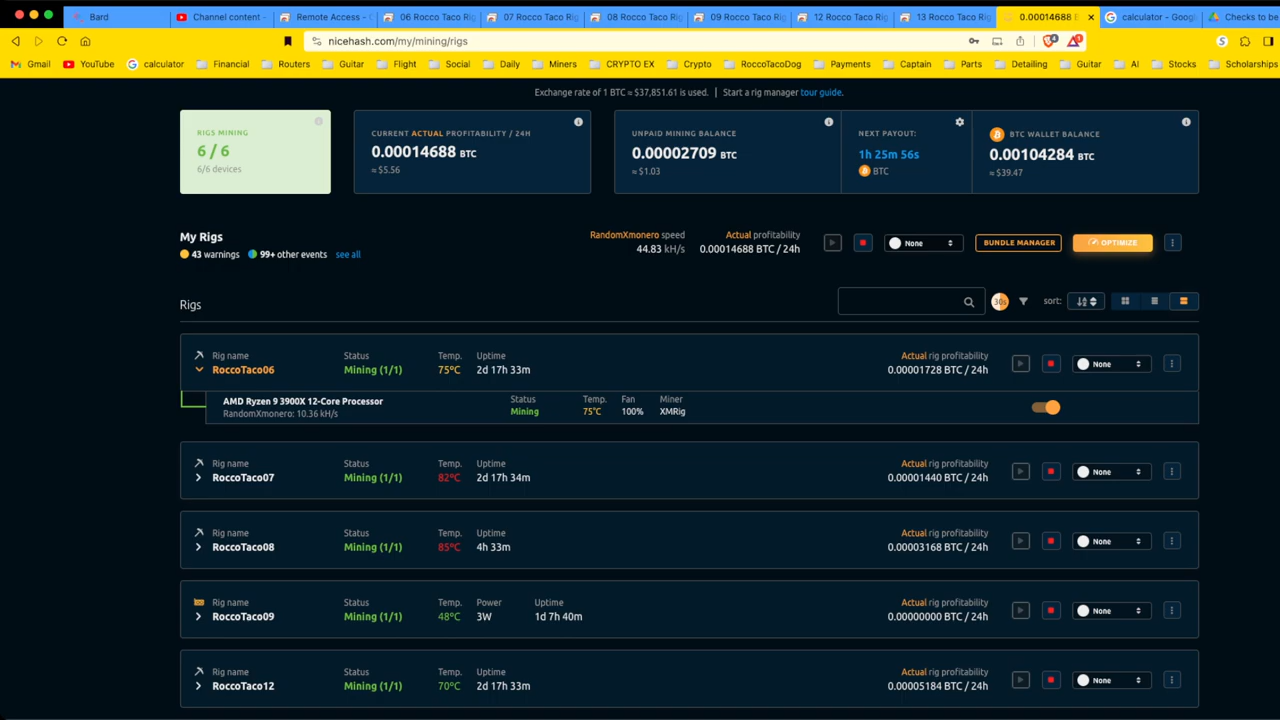 Bard
Channel content -
Remote Access - C
06 Rocco Taco Rig
07 Rocco Taco Rig
08 Rocco Taco Rig
09 Rocco Taco Rig
12 Rocco Taco Rig
13 Rocco Taco Rig
0.00014688 B
calculator - Goog
Checks to be
nicehash.com/my/mining/rigs
Gmail YouTube calculator Financial Routers Guitar Flight Social Daily Miners CRYPTO EX Crypto RoccoTacoDog Payments Captain Parts Detailing Guitar AI Stocks Scholarships
Exchange rate of 1 BTC ≈ $37,851.61 is used. | Start a rig manager tour guide.
RIGS MINING
6 / 6
6/6 devices
CURRENT ACTUAL PROFITABILITY / 24H
0.00014688 BTC
≈ $5.56
UNPAID MINING BALANCE
0.00002709 BTC
≈ $1.03
NEXT PAYOUT:
1h 25m 56s
BTC
BTC WALLET BALANCE
0.00104284 BTC
≈ $39.47
My Rigs
43 warnings 99+ other events see all
RandomXmonero speed
44.83 kH/s
Actual profitability
0.00014688 BTC / 24h
None
BUNDLE MANAGER
OPTIMIZE
Rigs
30s
sort:
Rig name Status Temp. Uptime Actual rig profitability
RoccoTaco06 Mining (1/1) 75°C 2d 17h 33m 0.00001728 BTC / 24h None
AMD Ryzen 9 3900X 12-Core Processor Status Temp. Fan Miner
RandomXmonero: 10.36 kH/s Mining 75°C 100% XMRig
Rig name Status Temp. Uptime Actual rig profitability
RoccoTaco07 Mining (1/1) 82°C 2d 17h 34m 0.00001440 BTC / 24h None
Rig name Status Temp. Uptime Actual rig profitability
RoccoTaco08 Mining (1/1) 85°C 4h 33m 0.00003168 BTC / 24h None
Rig name Status Temp. Power Uptime Actual rig profitability
RoccoTaco09 Mining (1/1) 48°C 3W 1d 7h 40m 0.00000000 BTC / 24h None
Rig name Status Temp. Uptime Actual rig profitability
RoccoTaco12 Mining (1/1) 70°C 2d 17h 33m 0.00005184 BTC / 24h None